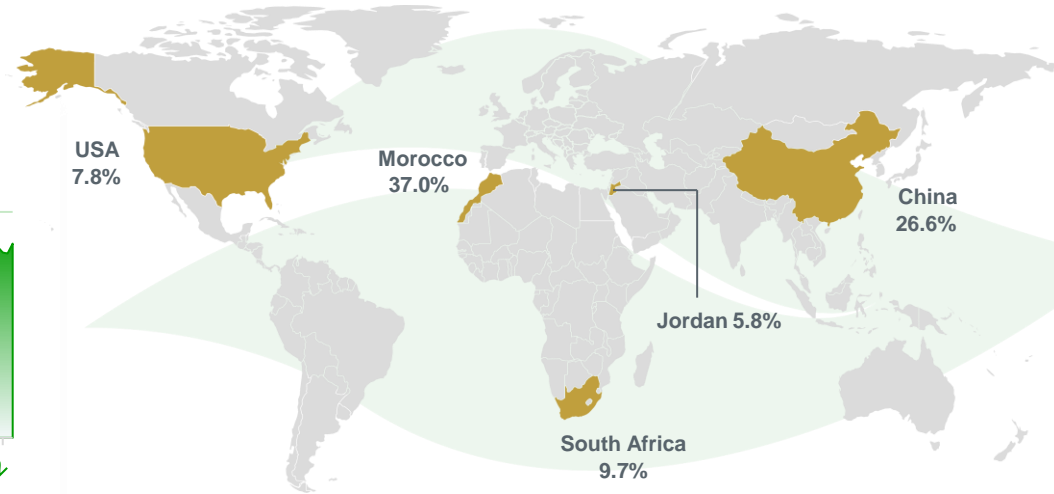 USA
7.8%
Morocco
37.0%
China
26.6%
Jordan 5.8%
South Africa
9.7%